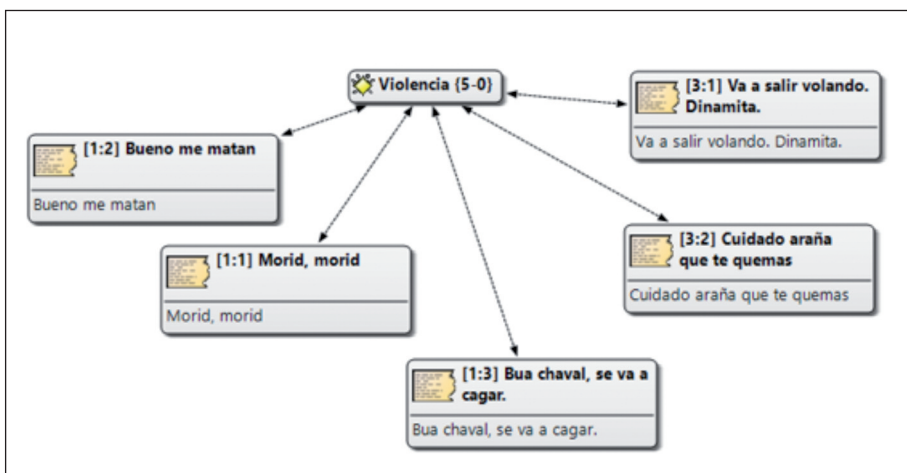 Violencia {5-0}
[3:1] Va a salir volando.
Dinamita.
Va a salir volando. Dinamita.
[1:2] Bueno me matan
Bueno me matan
[3:2] Cuidado araña
que te quemas
Cuidado araña que te quemas
[1:1] Morid, morid
Morid, morid
[1:3] Bua chaval, se va a
cagar.
Bua chaval, se va a cagar.